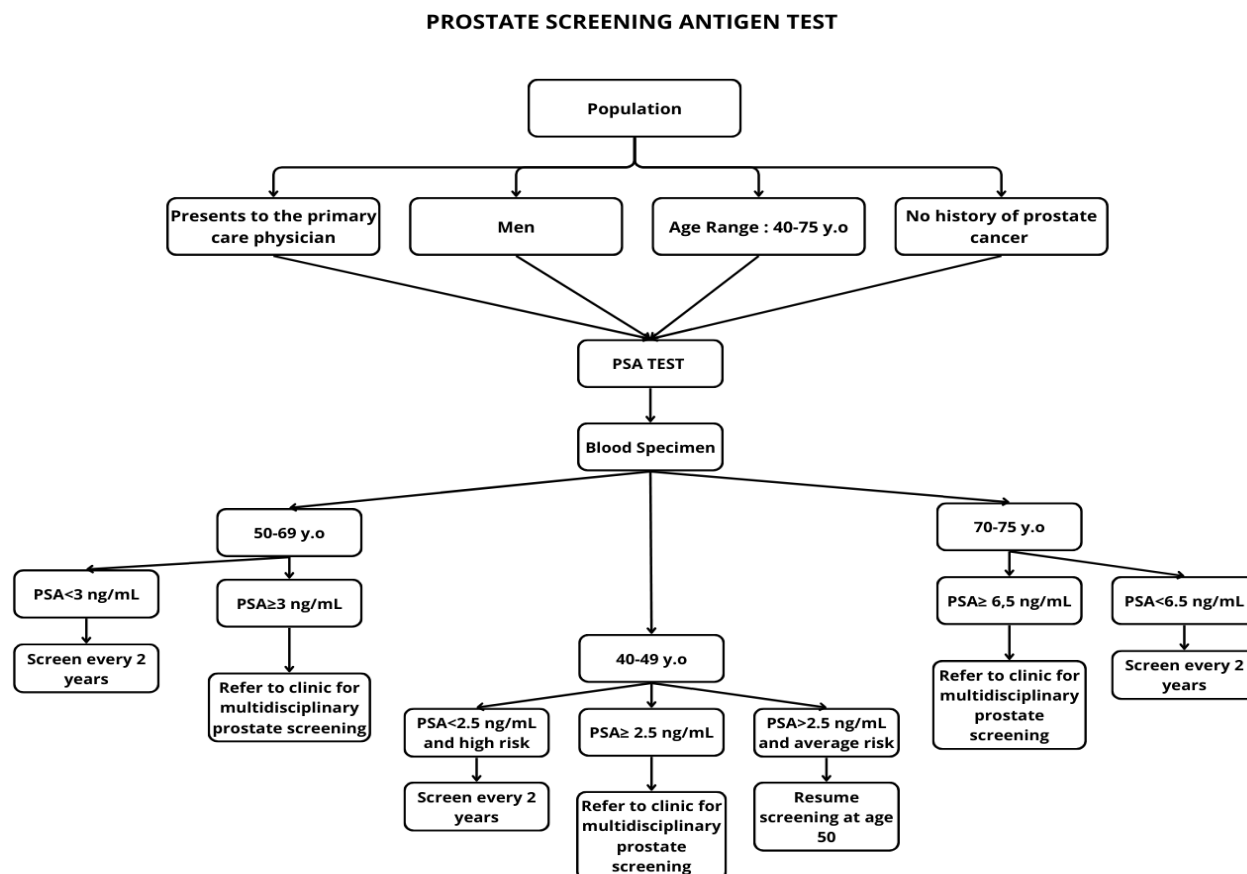 PROSTATE SCREENING ANTIGEN TEST
Population
Presents to the primary
care physician
Men
Age Range : 40-75 y.o
No history of prostate
cancer
PSA TEST
Blood Specimen
50-69 y.o
PSA<3 ng/mL
Screen every 2
years
PSA≥3 ng/mL
Refer to clinic for
multidisciplinary
prostate screening
40-49 y.o
PSA<2.5 ng/mL
and high risk
Screen every 2
years
PSA≥ 2.5 ng/mL
Refer to clinic for
multidisciplinary
prostate
screening
PSA>2.5 ng/mL
and average risk
Resume
screening at age
50
70-75 y.o
PSA≥ 6,5 ng/mL
Refer to clinic for
multidisciplinary
prostate
screening
PSA<6.5 ng/mL
Screen every 2
years